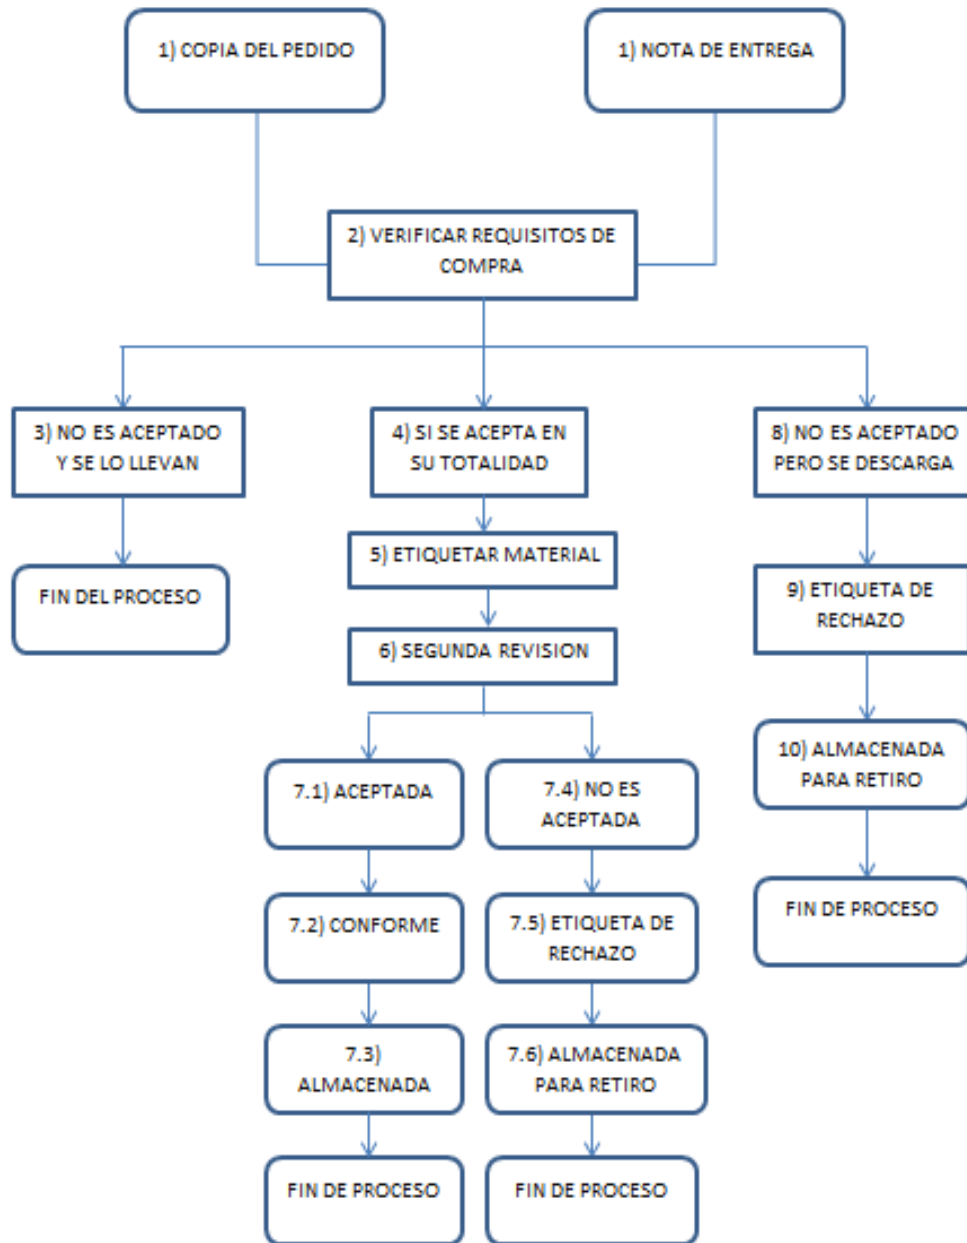 1) COPIA DEL PEDIDO
1) NOTA DE ENTREGA
2) VERIFICAR REQUISITOS DE
COMPRA
3) NO ES ACEPTADO
Y SE LO LLEVAN
4) SI SE ACEPTA EN
SU TOTALIDAD
8) NO ES ACEPTADO
PERO SE DESCARGA
5) ETIQUETAR MATERIAL
FIN DEL PROCESO
9) ETIQUETA DE
RECHAZO
6) SEGUNDA REVISION
10) ALMACENADA
PARA RETIRO
7.1) ACEPTADA
7.4) NO ES
ACEPTADA
7.2) CONFORME
7.5) ETIQUETA DE
RECHAZO
FIN DE PROCESO
7.3)
ALMACENADA
7.6) ALMACENADA
PARA RETIRO
FIN DE PROCESO
FIN DE PROCESO